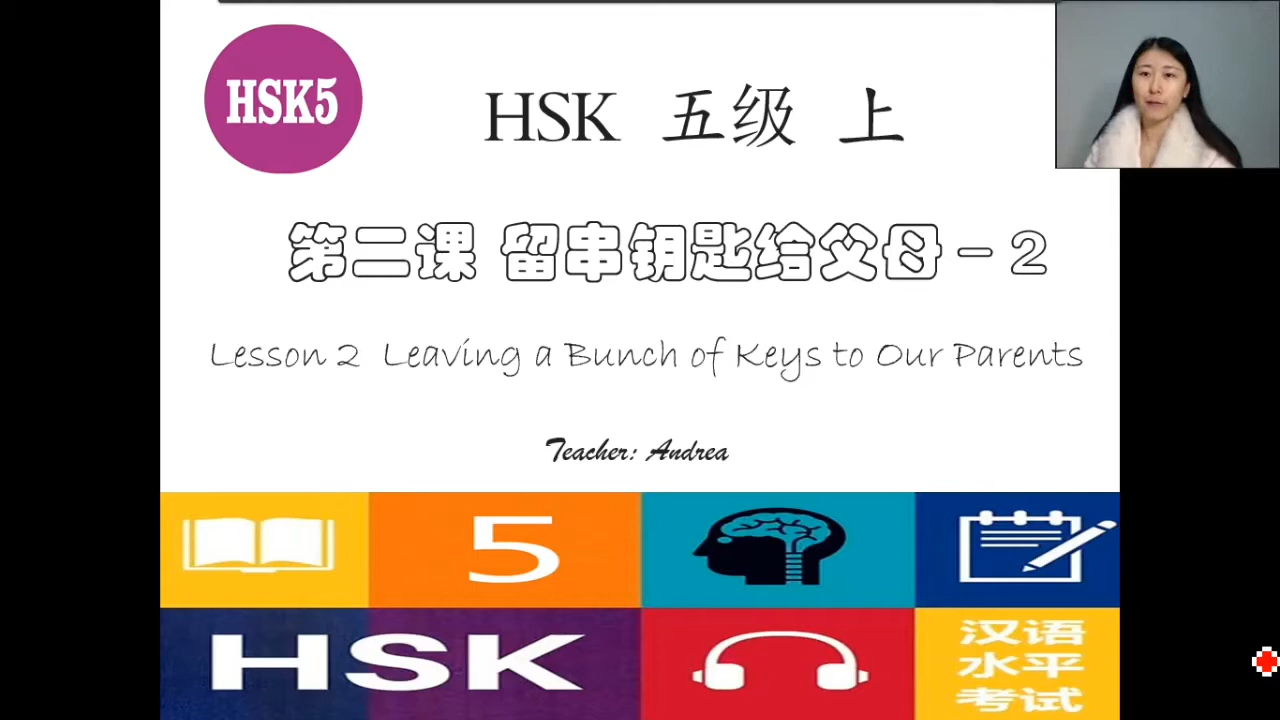 HSK5
HSK 五级 上
第二课 留串钥匙给父母-2
Lesson 2 Leaving a Bunch of Keys to Our Parents
Teacher: Andrea
5
HSK
汉语
水平
考试